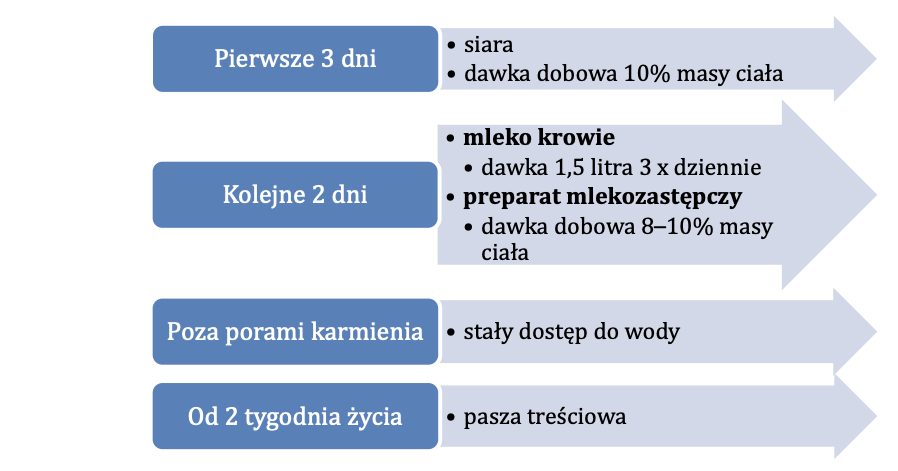 Pierwsze 3 dni
• siara
• dawka dobowa 10% masy ciała
Kolejne 2 dni
• mleko krowie
• dawka 1,5 litra 3 x dziennie
• preparat mlekozastępczy
• dawka dobowa 8–10% masy
ciała
Poza porami karmienia
• stały dostęp do wody
Od 2 tygodnia życia
• pasza treściowa